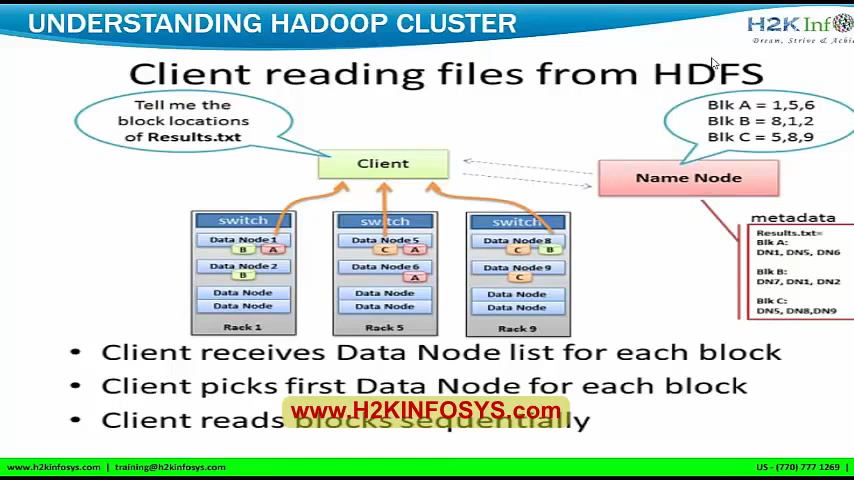 UNDERSTANDING HADOOP CLUSTER
H2K Inf
Dream, Strive & Achi
Client reading files from HDFS
Tell me the
block locations
of Results.txt
Blk A = 1,5,6
Blk B = 8,1,2
Blk C = 5,8,9
Client
Name Node
switch
Data Node 1
B A
Data Node 2
B
Data Node
Data Node
Rack 1
switch
Data Node 5
C A
Data Node 6
A
Data Node
Data Node
Rack 5
switch
Data Node 8
C B
Data Node 9
C
Data Node
Data Node
Rack 9
metadata
Results.txt=
Blk A:
DN1, DN5, DN6
Blk B:
DN7, DN1, DN2
Blk C:
DN5, DN8,DN9
• Client receives Data Node list for each block
• Client picks first Data Node for each block
• Client reads blocks sequentially
www.H2KINFOSYS.com
www.h2kinfosys.com | training@h2kinfosys.com
US - (770) 777 1269 |